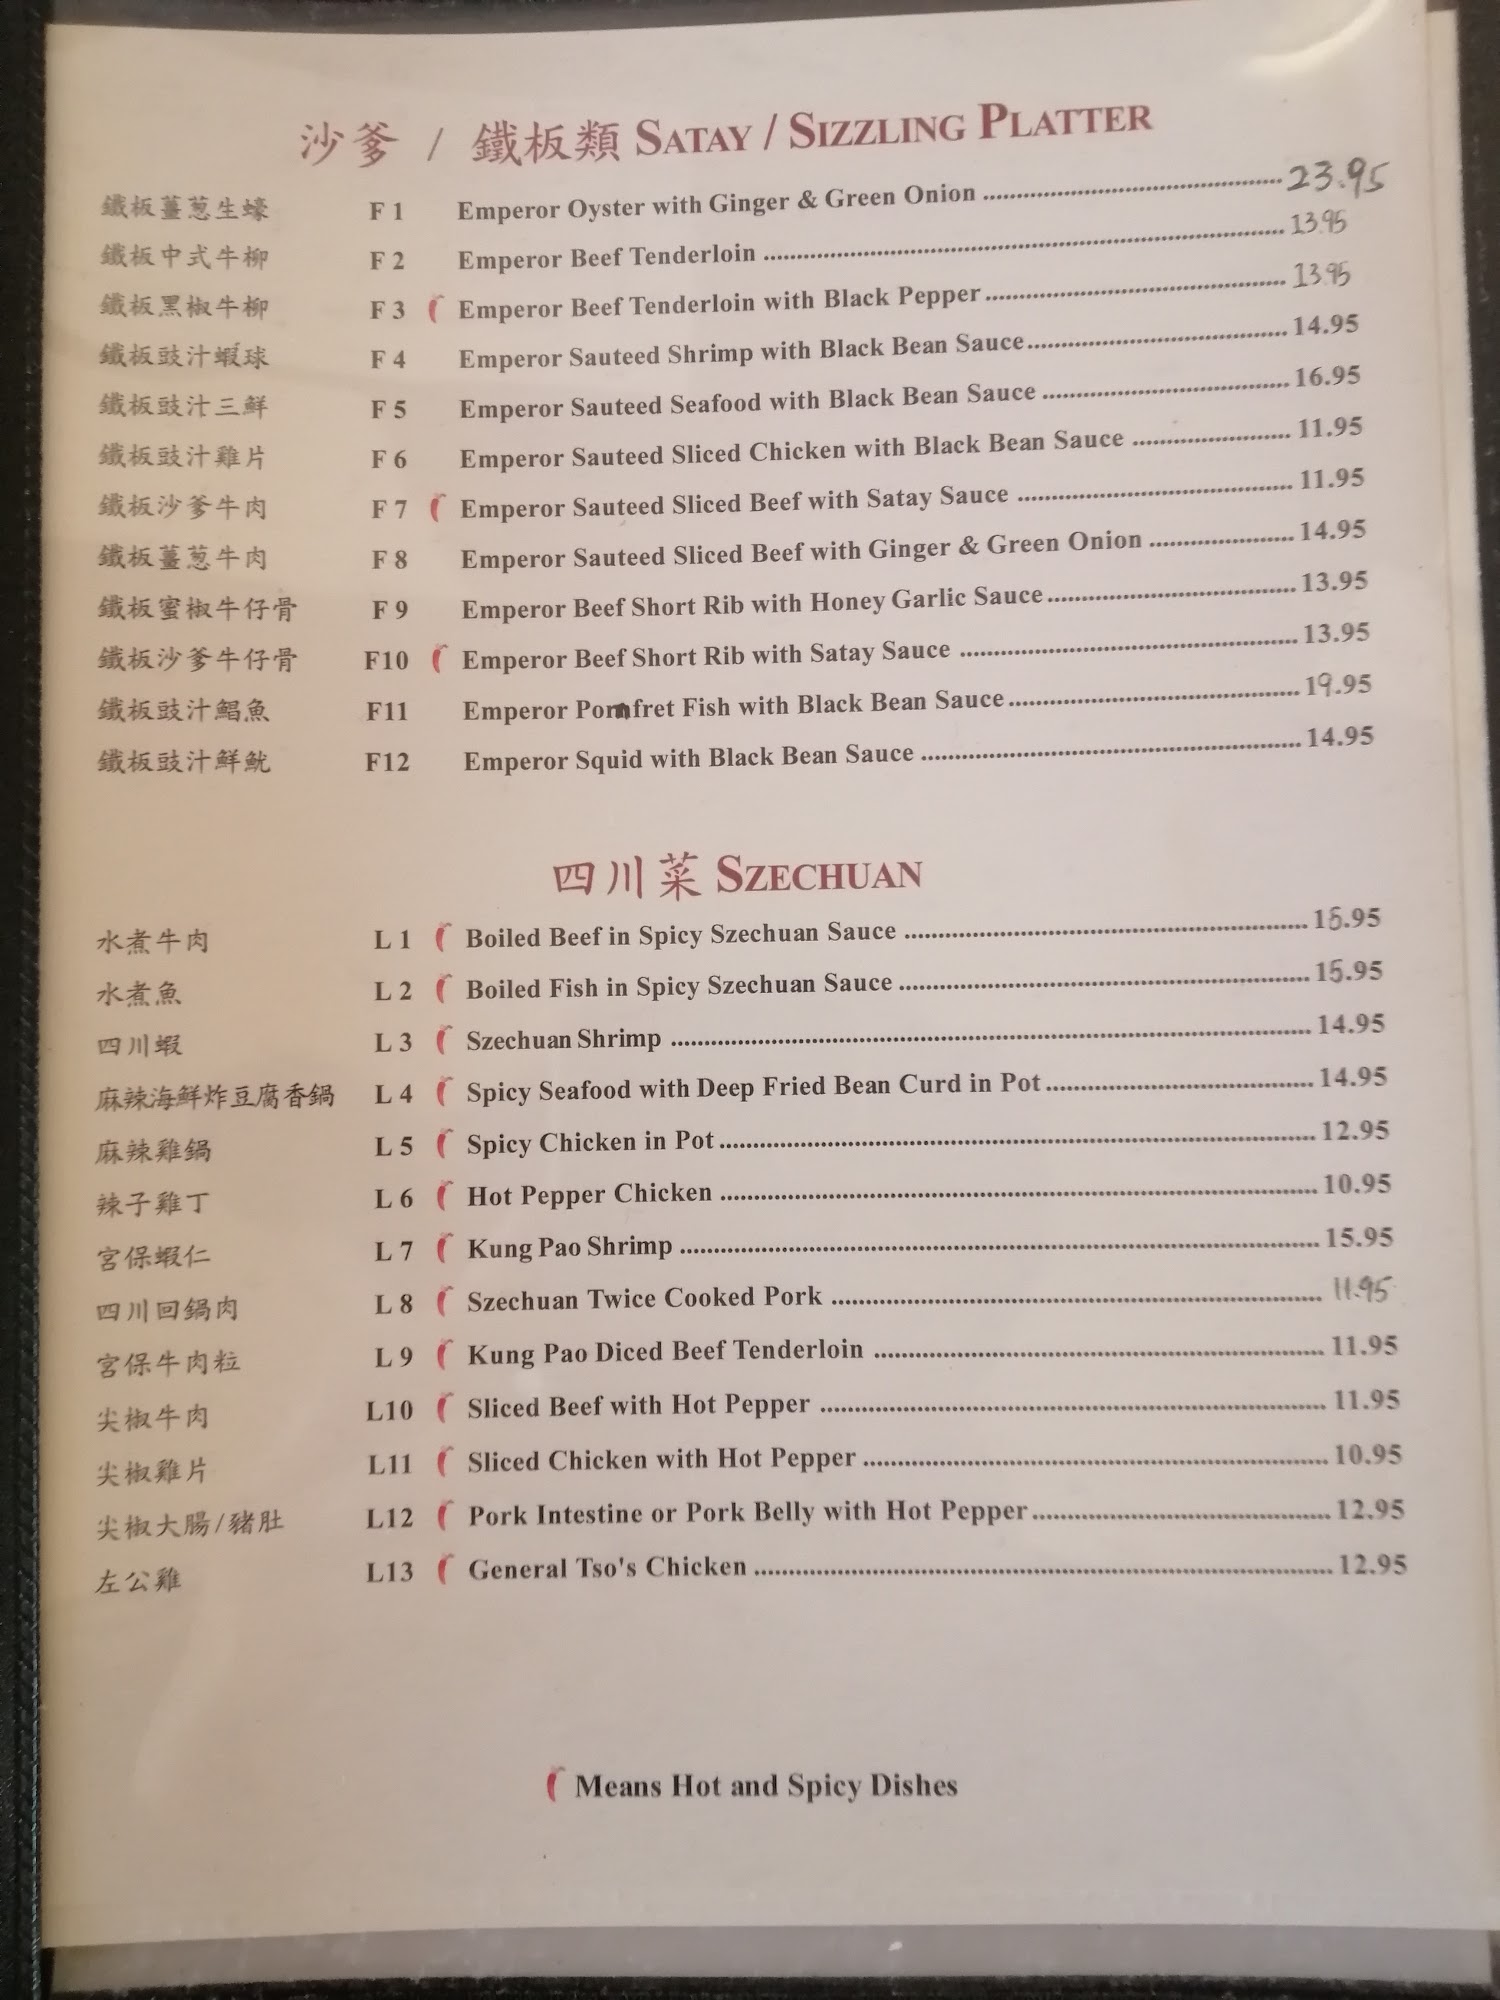 沙爹 / 鐵板類 SATAY / SIZZLING PLATTER
鐵板薑葱生蠔 F 1 Emperor Oyster with Ginger & Green Onion 23.95
鐵板中式牛柳 F 2 Emperor Beef Tenderloin 13.95
鐵板黑椒牛柳 F 3 Emperor Beef Tenderloin with Black Pepper 13.95
鐵板豉汁蝦球 F 4 Emperor Sauteed Shrimp with Black Bean Sauce 14.95
鐵板豉汁三鮮 F 5 Emperor Sauteed Seafood with Black Bean Sauce 16.95
鐵板豉汁雞片 F 6 Emperor Sauteed Sliced Chicken with Black Bean Sauce 11.95
鐵板沙爹牛肉 F 7 Emperor Sauteed Sliced Beef with Satay Sauce 11.95
鐵板薑葱牛肉 F 8 Emperor Sauteed Sliced Beef with Ginger & Green Onion 14.95
鐵板蜜椒牛仔骨 F 9 Emperor Beef Short Rib with Honey Garlic Sauce 13.95
鐵板沙爹牛仔骨 F10 Emperor Beef Short Rib with Satay Sauce 13.95
鐵板豉汁鯧魚 F11 Emperor Pomfret Fish with Black Bean Sauce 19.95
鐵板豉汁鮮魷 F12 Emperor Squid with Black Bean Sauce 14.95
四川菜 SZECHUAN
水煮牛肉 L 1 Boiled Beef in Spicy Szechuan Sauce 15.95
水煮魚 L 2 Boiled Fish in Spicy Szechuan Sauce 15.95
四川蝦 L 3 Szechuan Shrimp 14.95
麻辣海鮮炸豆腐香鍋 L 4 Spicy Seafood with Deep Fried Bean Curd in Pot 14.95
麻辣雞鍋 L 5 Spicy Chicken in Pot 12.95
辣子雞丁 L 6 Hot Pepper Chicken 10.95
宮保蝦仁 L 7 Kung Pao Shrimp 15.95
四川回鍋肉 L 8 Szechuan Twice Cooked Pork 11.95
宮保牛肉粒 L 9 Kung Pao Diced Beef Tenderloin 11.95
尖椒牛肉 L10 Sliced Beef with Hot Pepper 11.95
尖椒雞片 L11 Sliced Chicken with Hot Pepper 10.95
尖椒大腸/豬肚 L12 Pork Intestine or Pork Belly with Hot Pepper 12.95
左公雞 L13 General Tso's Chicken 12.95
Means Hot and Spicy Dishes